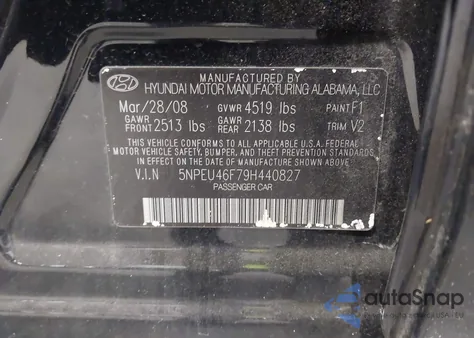 MANUFACTURED BY
HYUNDAI MOTOR MANUFACTURING ALABAMA, LLC
Mar/28/08 GVWR 4519 lbs PAINT F1
GAWR FRONT 2513 lbs GAWR REAR 2138 lbs TRIM V2
THIS VEHICLE CONFORMS TO ALL APPLICABLE FEDERAL
MOTOR VEHICLE SAFETY, BUMPER, AND THEFT PREVENTION
STANDARDS IN EFFECT ON THE DATE OF MANUFACTURE SHOWN ABOVE.
V.I.N 5NPEU46F79H440827
PASSENGER CAR
autoSnap